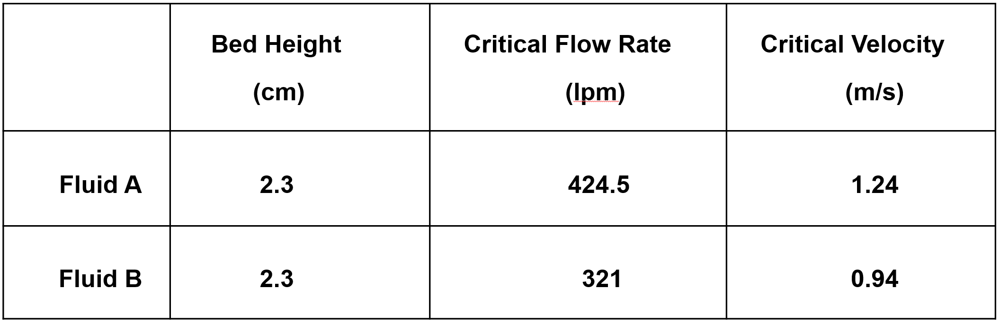 Bed Height
(cm)
Critical Flow Rate
(lpm)
Critical Velocity
(m/s)
Fluid A
2.3
424.5
1.24
Fluid B
2.3
321
0.94